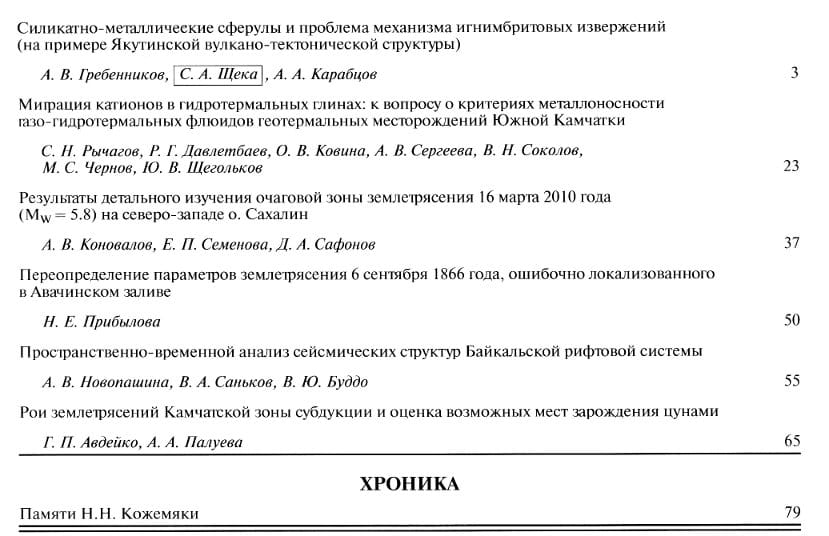 Силикатно-металлические сферулы и проблема механизма игнимбритовых извержений
(на примере Якутинской вулкано-тектонической структуры)
А. В. Гребенников, С. А. Щека, А. А. Карабцов 3
Миграция катионов в гидротермальных глинах: к вопросу о критериях металлоносности
газо-гидротермальных флюидов геотермальных месторождений Южной Камчатки
С. Н. Рычагов, Р. Г. Давлетбаев, О. В. Ковина, А. В. Сергеева, В. Н. Соколов,
М. С. Чернов, Ю. В. Щегольков 23
Результаты детального изучения очаговой зоны землетрясения 16 марта 2010 года
(Mw = 5.8) на северо-западе о. Сахалин
А. В. Коновалов, Е. П. Семенова, Д. А. Сафонов 37
Переопределение параметров землетрясения 6 сентября 1866 года, ошибочно локализованного
в Авачинском заливе
Н. Е. Прибылова 50
Пространственно-временной анализ сейсмических структур Байкальской рифтовой системы
А. В. Новопашина, В. А. Саньков, В. Ю. Буддо 55
Рои землетрясений Камчатской зоны субдукции и оценка возможных мест зарождения цунами
Г. П. Авдейко, А. А. Палуева 65
ХРОНИКА
Памяти Н.Н. Кожемяки 79